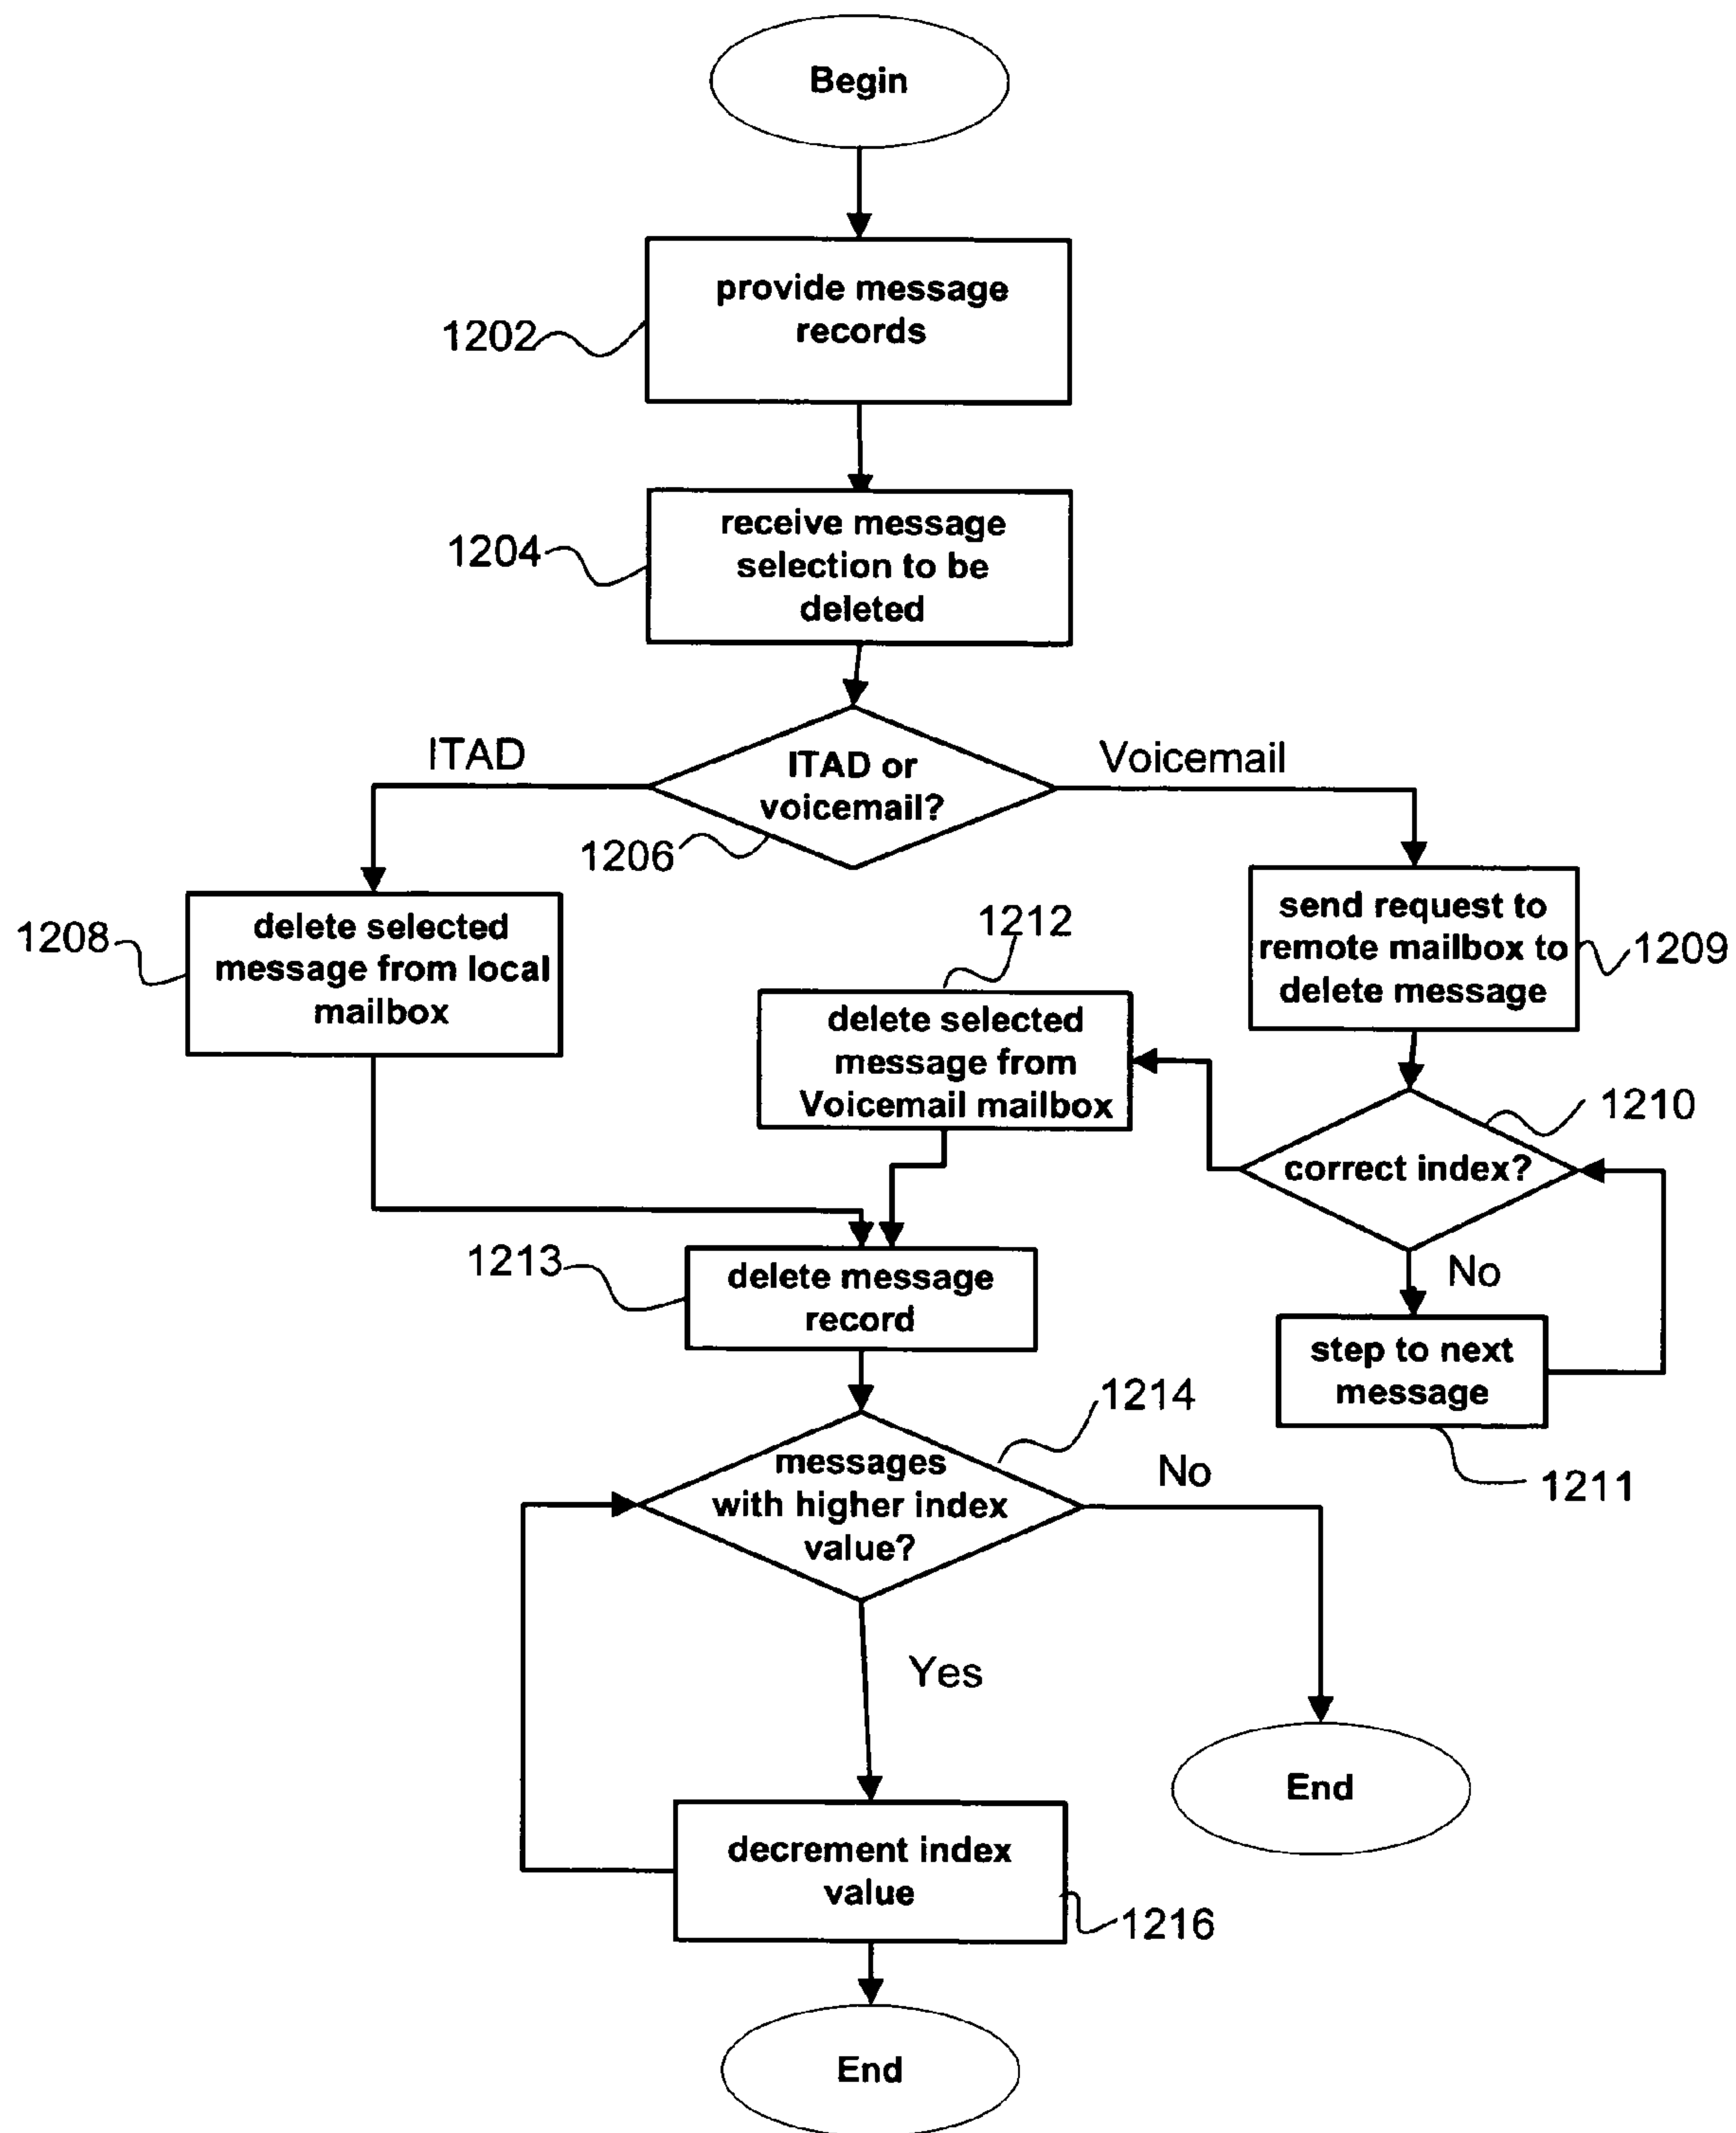 Begin
provide message
records
1202
receive message
selection to be
deleted
1204
ITAD
ITAD or
voicemail?
Voicemail
1206
delete selected
message from local
mailbox
1208
send request to
remote mailbox to
delete message
1209
1212
delete selected
message from
Voicemail mailbox
1210
correct index?
No
1213
delete message
record
step to next
message
1211
1214
messages
with higher index
value?
No
Yes
End
decrement index
value
1216
End